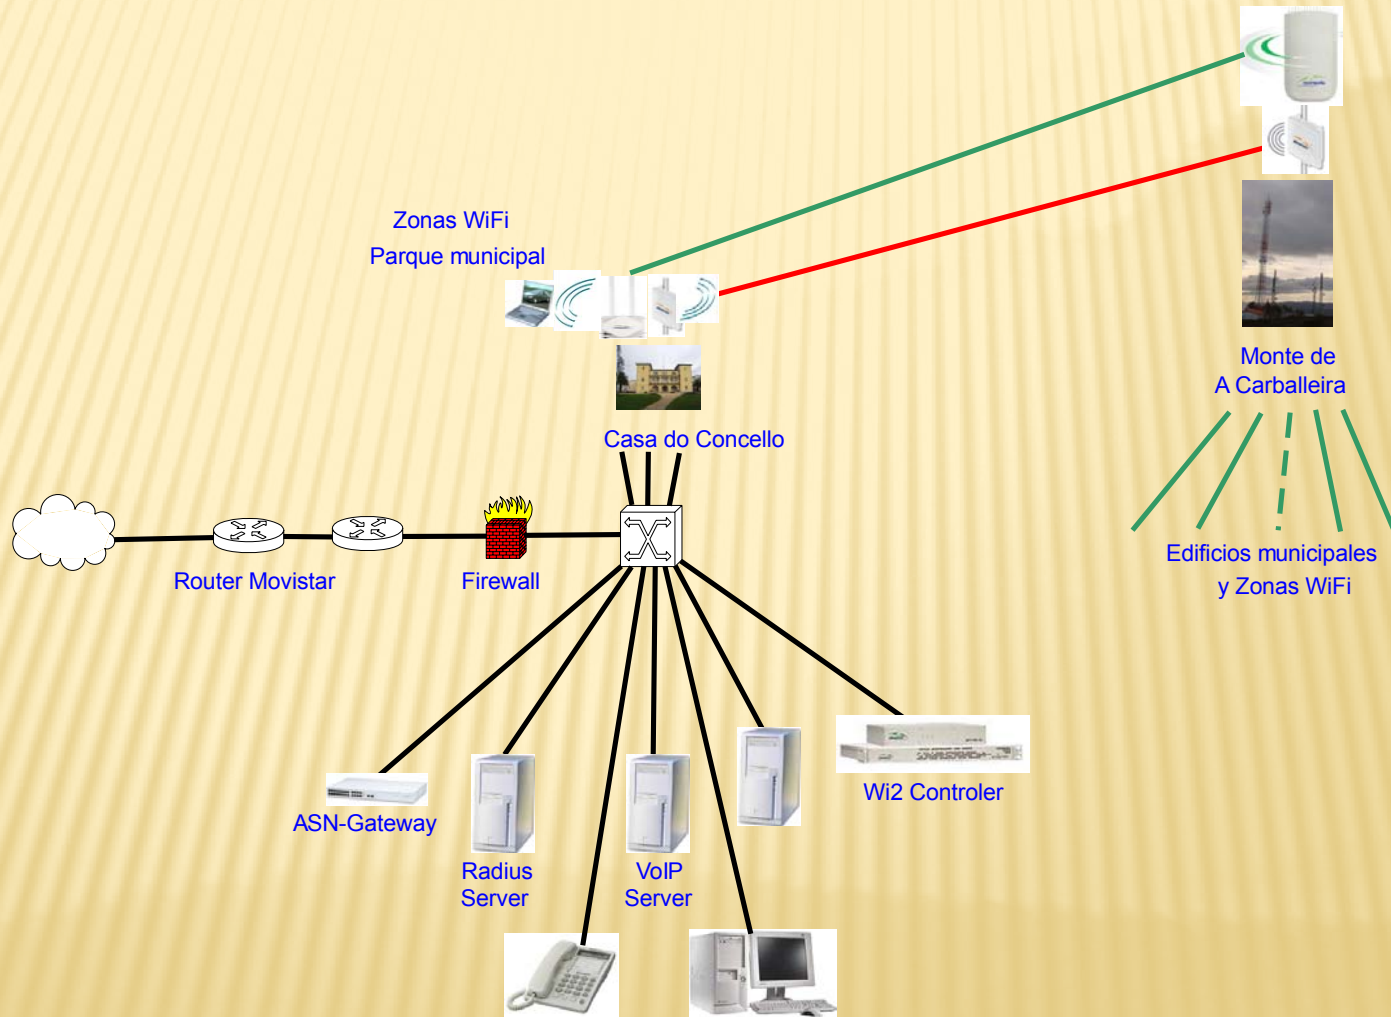 Zonas WiFi
Parque municipal
Monte de
A Carballeira
Casa do Concello
Edificios municipales
y Zonas WiFi
Router Movistar
Firewall
ASN-Gateway
Wi2 Controler
Radius
Server
VoIP
Server